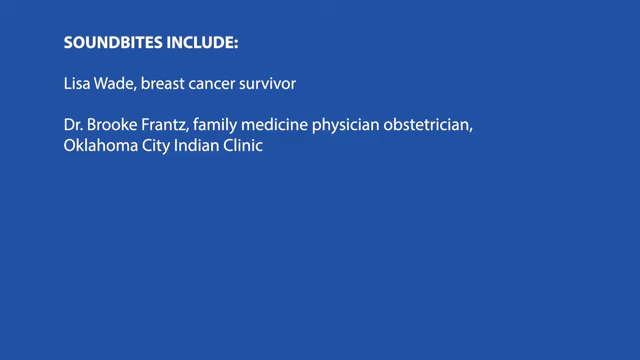 SOUNDBITES INCLUDE:
Lisa Wade, breast cancer survivor
Dr. Brooke Frantz, family medicine physician obstetrician,
Oklahoma City Indian Clinic